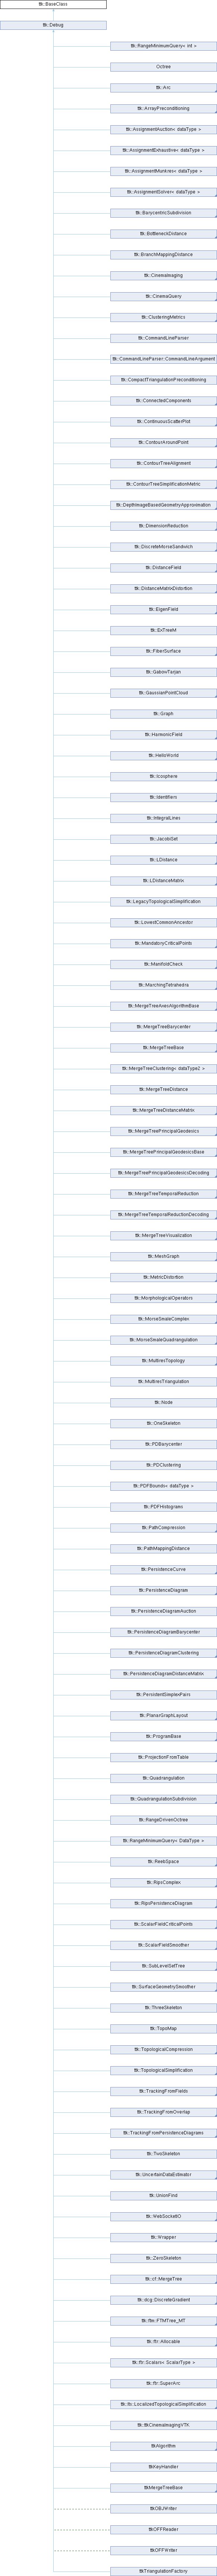 ttk::BaseClass
ttk::Debug
ttk::RangeMinimumQuery< int >
Octree
ttk::Arc
ttk::ArrayPreconditioning
ttk::AssignmentAuction< dataType >
ttk::AssignmentExhaustive< dataType >
ttk::AssignmentMunkres< dataType >
ttk::AssignmentSolver< dataType >
ttk::BarycentricSubdivision
ttk::BottleneckDistance
ttk::BranchMappingDistance
ttk::CinemaImaging
ttk::CinemaQuery
ttk::ClusteringMetrics
ttk::CommandLineParser
ttk::CommandLineParser::CommandLineArgument
ttk::CompactTriangulationPreconditioning
ttk::ConnectedComponents
ttk::ContinuousScatterPlot
ttk::ContourAroundPoint
ttk::ContourTreeAlignment
ttk::ContourTreeSimplificationMetric
ttk::DepthImageBasedGeometryApproximation
ttk::DimensionReduction
ttk::DiscreteMorseSandwich
ttk::DistanceField
ttk::DistanceMatrixDistortion
ttk::EigenField
ttk::ExTreeM
ttk::FiberSurface
ttk::GabowTarjan
ttk::GaussianPointCloud
ttk::Graph
ttk::HarmonicField
ttk::HelloWorld
ttk::Icosphere
ttk::Identifiers
ttk::IntegralLines
ttk::JacobiSet
ttk::LDistance
ttk::LDistanceMatrix
ttk::LegacyTopologicalSimplification
ttk::LowestCommonAncestor
ttk::MandatoryCriticalPoints
ttk::ManifoldCheck
ttk::MarchingTetrahedra
ttk::MergeTreeAxesAlgorithmBase
ttk::MergeTreeBarycenter
ttk::MergeTreeBase
ttk::MergeTreeClustering< dataType2 >
ttk::MergeTreeDistance
ttk::MergeTreeDistanceMatrix
ttk::MergeTreePrincipalGeodesics
ttk::MergeTreePrincipalGeodesicsBase
ttk::MergeTreePrincipalGeodesicsDecoding
ttk::MergeTreeTemporalReduction
ttk::MergeTreeTemporalReductionDecoding
ttk::MergeTreeVisualization
ttk::MeshGraph
ttk::MetricDistortion
ttk::MorphologicalOperators
ttk::MorseSmaleComplex
ttk::MorseSmaleQuadrangulation
ttk::MultiresTopology
ttk::MultiresTriangulation
ttk::Node
ttk::OneSkeleton
ttk::PDBarycenter
ttk::PDClustering
ttk::PDFBounds< dataType >
ttk::PDFHistograms
ttk::PathCompression
ttk::PathMappingDistance
ttk::PersistenceCurve
ttk::PersistenceDiagram
ttk::PersistenceDiagramAuction
ttk::PersistenceDiagramBarycenter
ttk::PersistenceDiagramClustering
ttk::PersistenceDiagramDistanceMatrix
ttk::PersistentSimplexPairs
ttk::PlanarGraphLayout
ttk::ProgramBase
ttk::ProjectionFromTable
ttk::Quadrangulation
ttk::QuadrangulationSubdivision
ttk::RangeDrivenOctree
ttk::RangeMinimumQuery< DataType >
ttk::ReebSpace
ttk::RipsComplex
ttk::RipsPersistenceDiagram
ttk::ScalarFieldCriticalPoints
ttk::ScalarFieldSmoother
ttk::SubLevelSetTree
ttk::SurfaceGeometrySmoother
ttk::ThreeSkeleton
ttk::TopoMap
ttk::TopologicalCompression
ttk::TopologicalSimplification
ttk::TrackingFromFields
ttk::TrackingFromOverlap
ttk::TrackingFromPersistenceDiagrams
ttk::TwoSkeleton
ttk::UncertainDataEstimator
ttk::UnionFind
ttk::WebSocketIO
ttk::Wrapper
ttk::ZeroSkeleton
ttk::cf::MergeTree
ttk::dcg::DiscreteGradient
ttk::ftm::FTMTree_MT
ttk::ftr::Allocable
ttk::ftr::Scalars< ScalarType >
ttk::ftr::SuperArc
ttk::lts::LocalizedTopologicalSimplification
ttk::ttkCinemaImagingVTK
ttkAlgorithm
ttkKeyHandler
ttkMergeTreeBase
ttkOBJWriter
ttkOFFReader
ttkOFFWriter
ttkTriangulationFactory